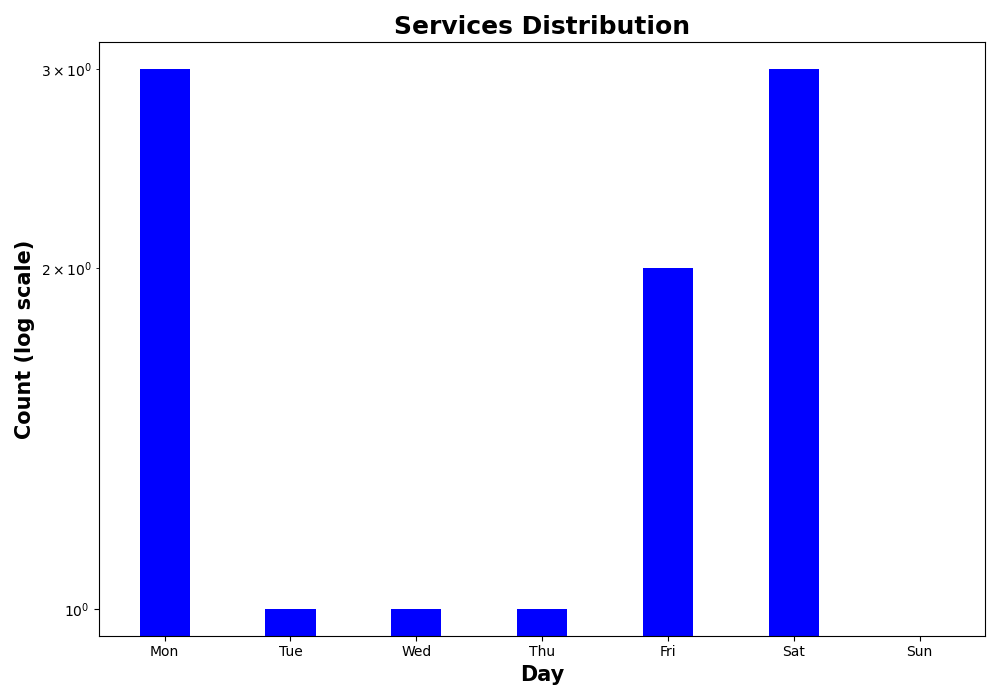 Services Distribution
Count (log scale)
3 × 10⁰
2 × 10⁰
10⁰
Mon Tue Wed Thu Fri Sat Sun
Day